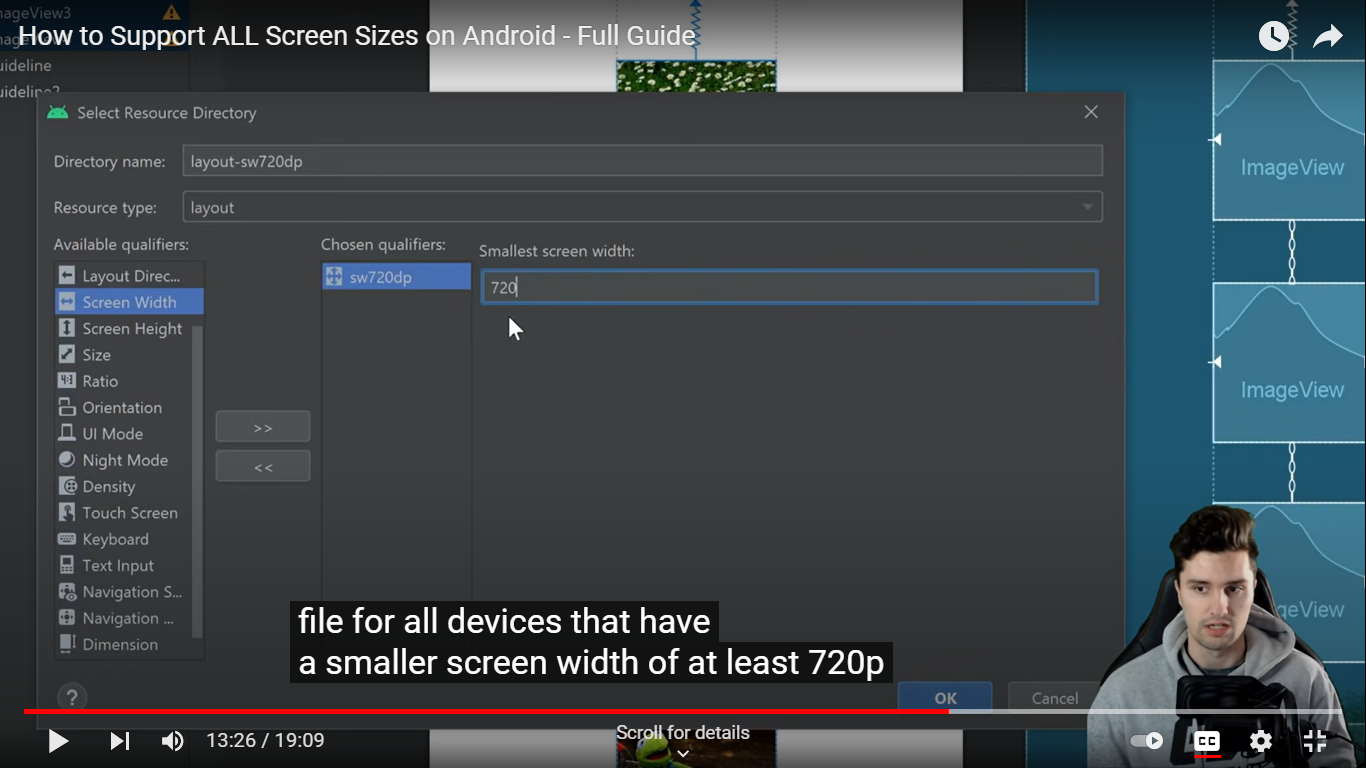 ageView3
How to Support ALL Screen Sizes on Android - Full Guide
uideline
uideline2
Select Resource Directory
Directory name: layout-sw720dp
Resource type: layout
Available qualifiers:
Chosen qualifiers:
Smallest screen width:
Layout Direc...
Screen Width
Screen Height
Size
Ratio
Orientation
UI Mode
Night Mode
Density
Touch Screen
Keyboard
Text Input
Navigation S...
Navigation ...
Dimension
>>
<<
sw720dp
720
ImageView
ImageView
geView
file for all devices that have
a smaller screen width of at least 720p
?
OK
Cancel
13:26 / 19:09
Scroll for details
CC